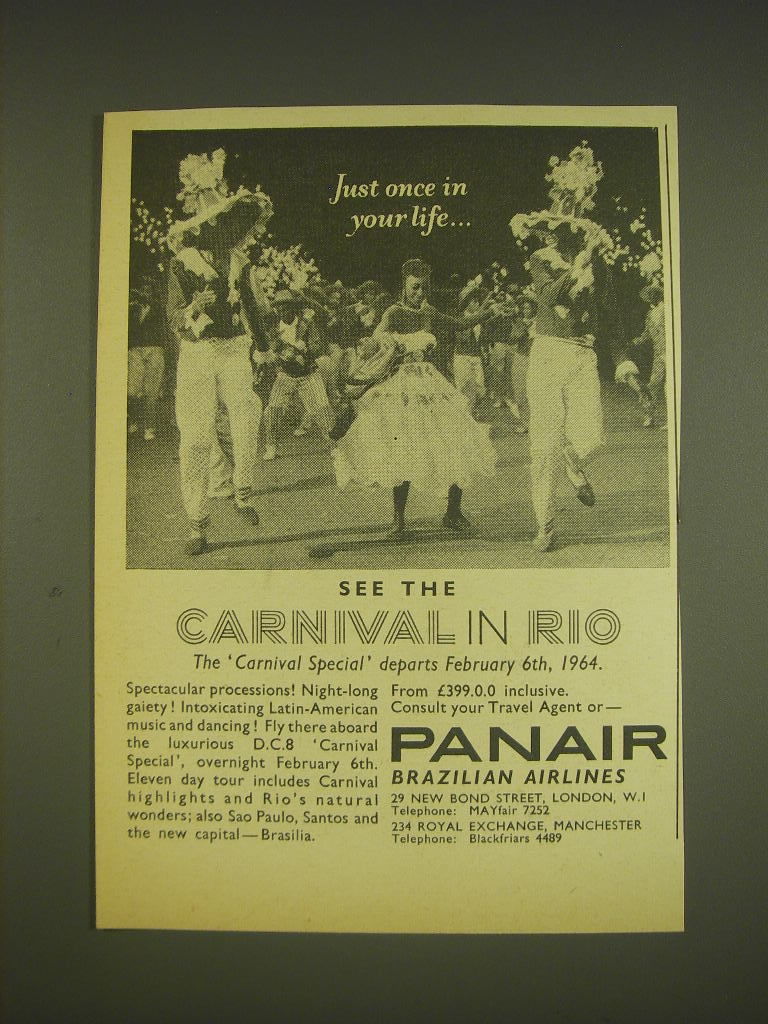 Just once in
your life...
SEE THE
CARNIVAL IN RIO
The 'Carnival Special' departs February 6th, 1964.
Spectacular processions! Night-long
gaiety! Intoxicating Latin-American
music and dancing! Fly there aboard
the luxurious D.C.8 'Carnival
Special', overnight February 6th.
Eleven day tour includes Carnival
highlights and Rio's natural
wonders; also Sao Paulo, Santos and
the new capital—Brasilia.
From £399.0.0 inclusive.
Consult your Travel Agent or—
PANAIR
BRAZILIAN AIRLINES
29 NEW BOND STREET, LONDON, W.I
Telephone: MAYfair 7252
234 ROYAL EXCHANGE, MANCHESTER
Telephone: Blackfriars 4489